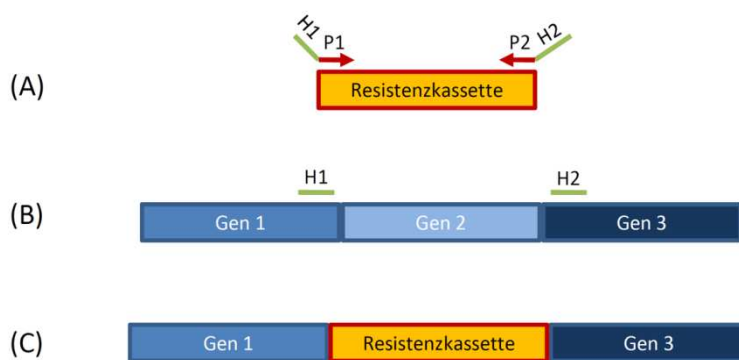 H1 P1 P2 H2
(A) Resistenzkassette
H1 H2
(B) Gen 1 Gen 2 Gen 3
(C) Gen 1 Resistenzkassette Gen 3